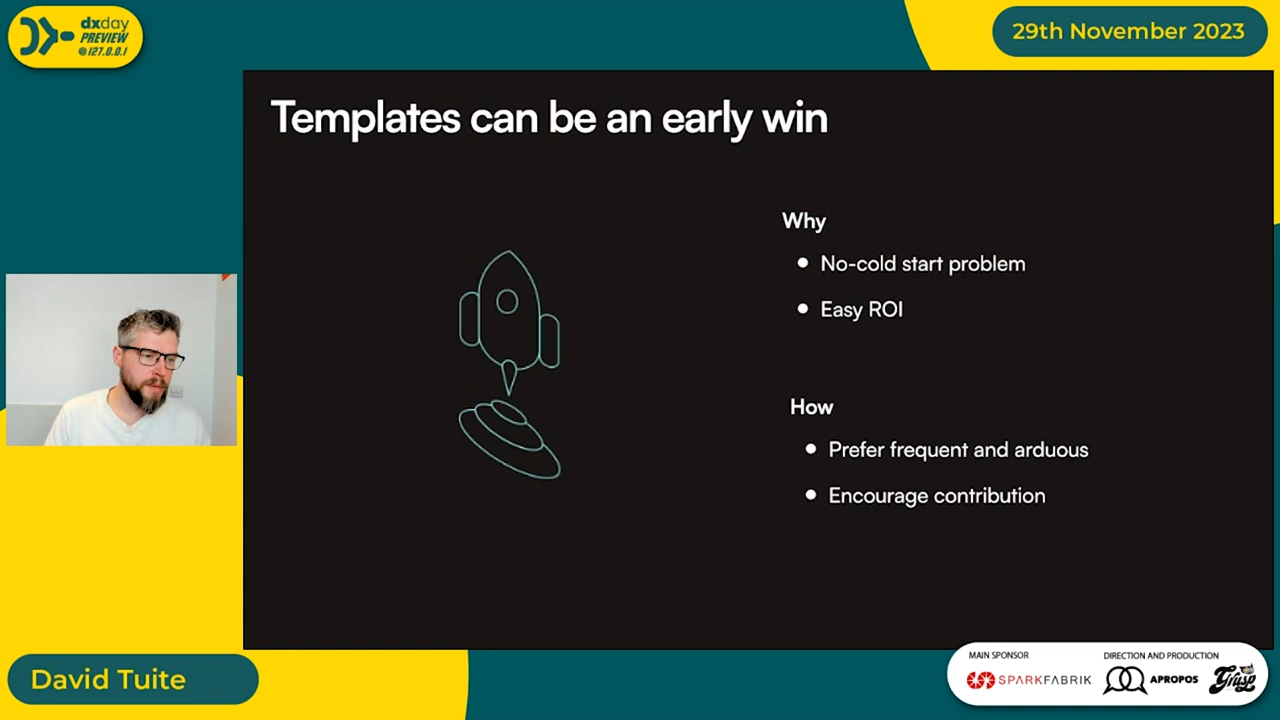 dxday
PREVIEW
@127.0.0.1
29th November 2023
Templates can be an early win
Why
No-cold start problem
Easy ROI
How
Prefer frequent and arduous
Encourage contribution
David Tuite
MAIN SPONSOR
SPARKFABRIK
DIRECTION AND PRODUCTION
APROPOS
Grusp